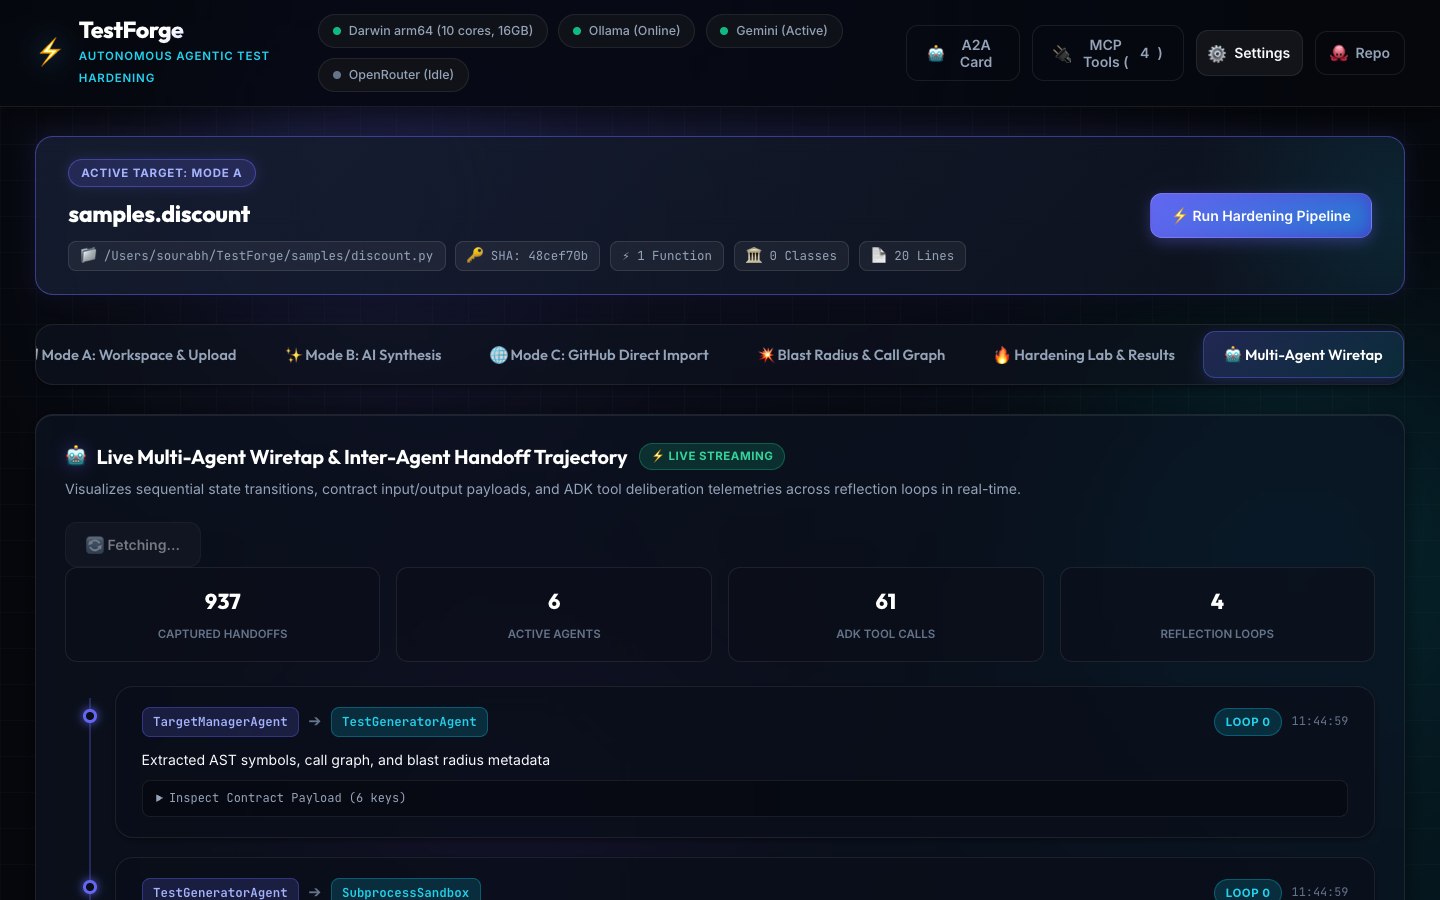 TestForge
AUTONOMOUS AGENTIC TEST
HARDENING
Darwin arm64 (10 cores, 16GB)
Ollama (Online)
Gemini (Active)
OpenRouter (Idle)
A2A
Card
MCP
Tools ( 4 )
Settings
Repo
ACTIVE TARGET: MODE A
samples.discount
/Users/sourabh/TestForge/samples/discount.py
SHA: 48cef70b
⚡ 1 Function
0 Classes
20 Lines
⚡ Run Hardening Pipeline
Mode A: Workspace & Upload
Mode B: AI Synthesis
Mode C: GitHub Direct Import
Blast Radius & Call Graph
Hardening Lab & Results
Multi-Agent Wiretap
Live Multi-Agent Wiretap & Inter-Agent Handoff Trajectory
⚡ LIVE STREAMING
Visualizes sequential state transitions, contract input/output payloads, and ADK tool deliberation telemetries across reflection loops in real-time.
Fetching...
937
CAPTURED HANDOFFS
6
ACTIVE AGENTS
61
ADK TOOL CALLS
4
REFLECTION LOOPS
TargetManagerAgent → TestGeneratorAgent
LOOP 0 11:44:59
Extracted AST symbols, call graph, and blast radius metadata
▶ Inspect Contract Payload (6 keys)
TestGeneratorAgent → SubprocessSandbox
LOOP 0 11:44:59